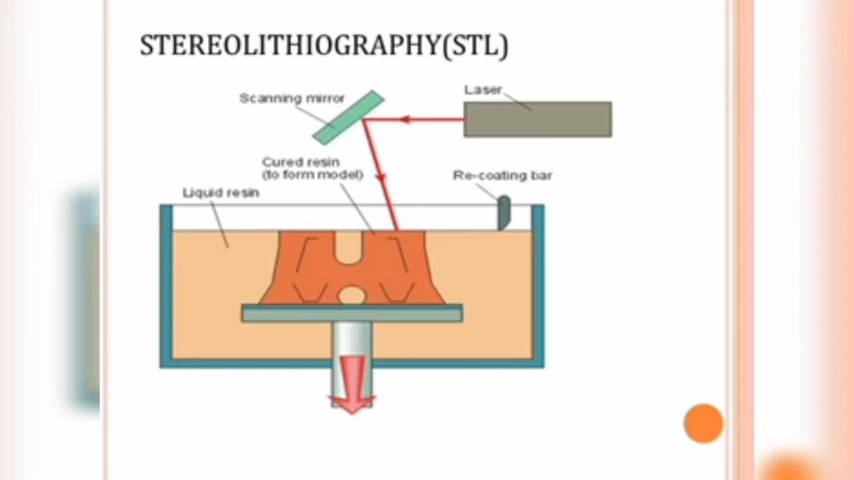 STEREOLITHIOGRAPHY(STL)
Laser
Scanning mirror
Cured resin
(to form model)
Re-coating bar
Liquid resin